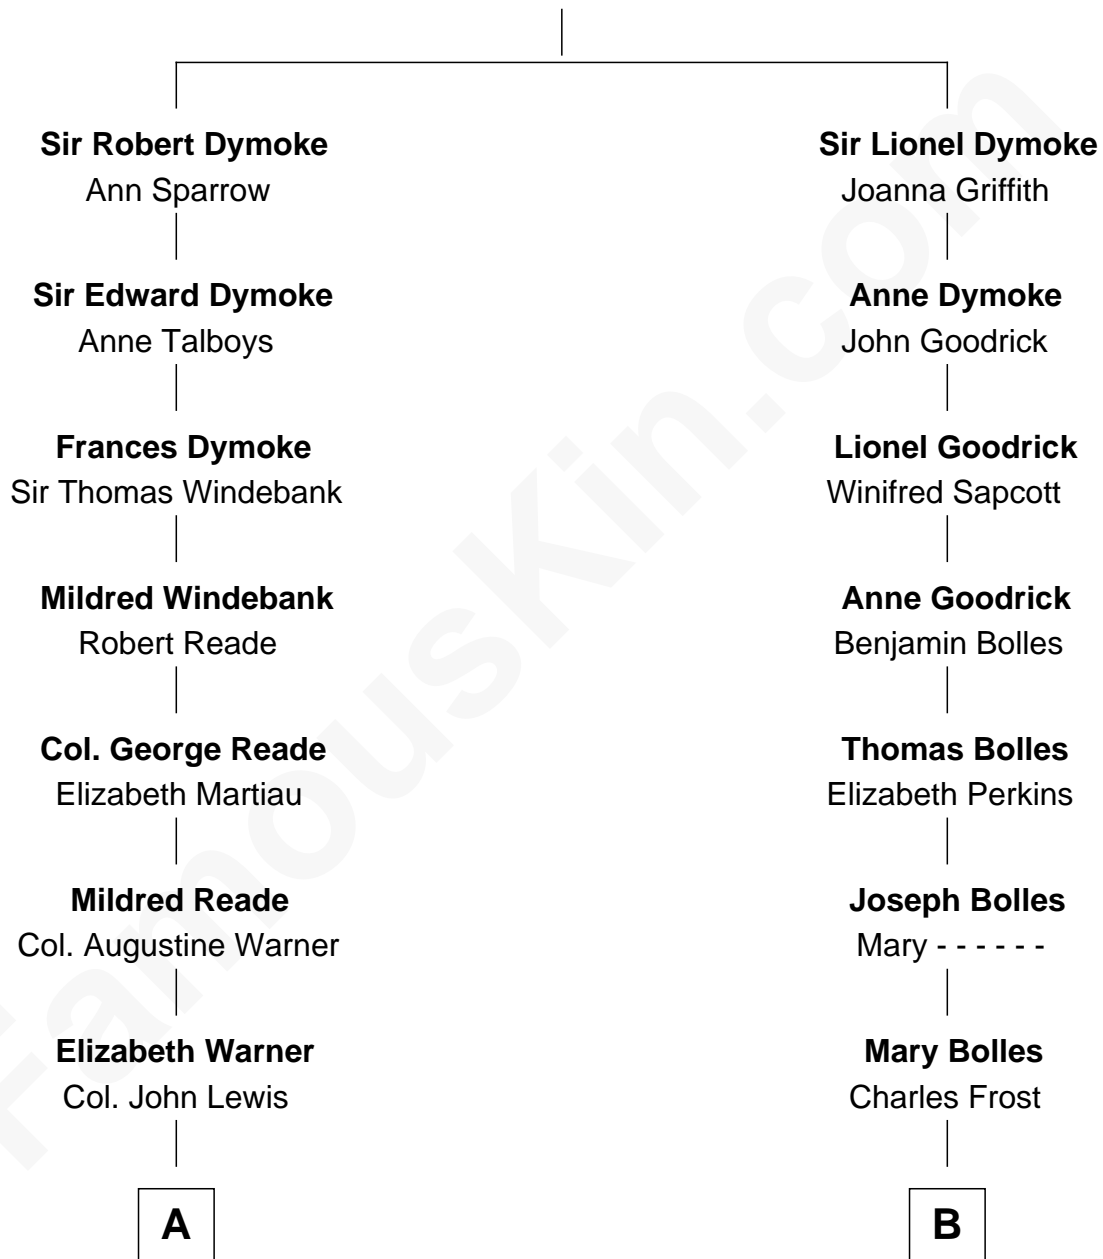 Sir Robert Dymoke
Ann Sparrow
Sir Edward Dymoke
Anne Talboys
Frances Dymoke
Sir Thomas Windebank
Mildred Windebank
Robert Reade
Col. George Reade
Elizabeth Martiau
Mildred Reade
Col. Augustine Warner
Elizabeth Warner
Col. John Lewis
A
Sir Lionel Dymoke
Joanna Griffith
Anne Dymoke
John Goodrick
Lionel Goodrick
Winifred Sapcott
Anne Goodrick
Benjamin Bolles
Thomas Bolles
Elizabeth Perkins
Joseph Bolles
Mary - - - - - -
Mary Bolles
Charles Frost
B
FamousKin.com